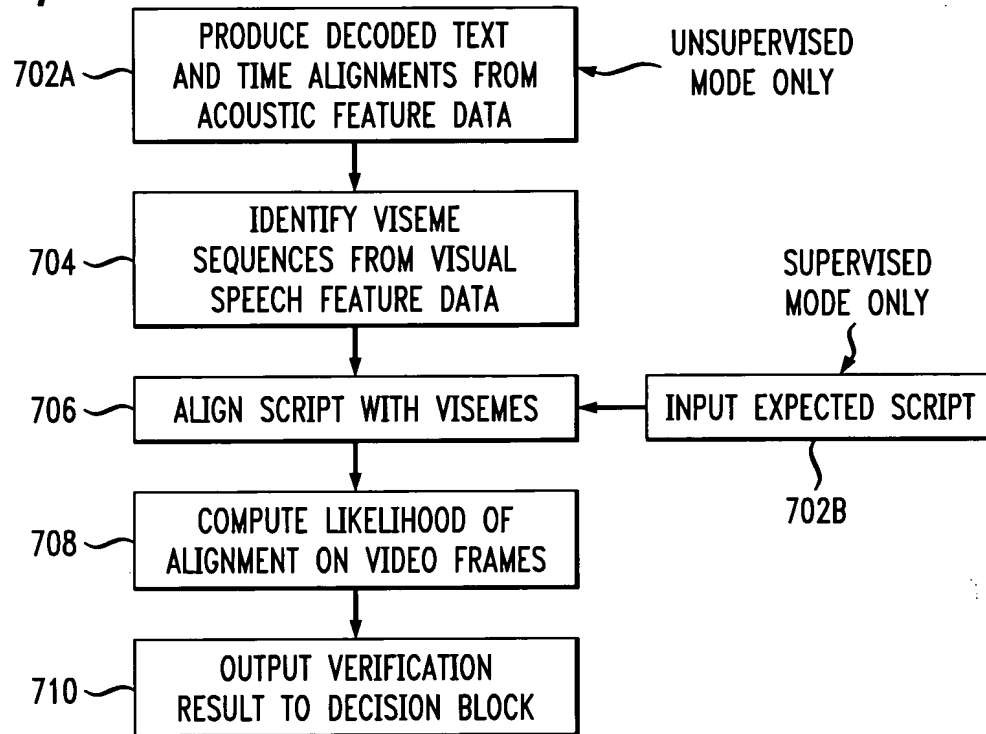 PRODUCE DECODED TEXT
AND TIME ALIGNMENTS FROM
ACOUSTIC FEATURE DATA
702A
UNSUPERVISED
MODE ONLY
IDENTIFY VISEME
SEQUENCES FROM VISUAL
SPEECH FEATURE DATA
704
SUPERVISED
MODE ONLY
706
ALIGN SCRIPT WITH VISEMES
INPUT EXPECTED SCRIPT
702B
COMPUTE LIKELIHOOD OF
ALIGNMENT ON VIDEO FRAMES
708
OUTPUT VERIFICATION
RESULT TO DECISION BLOCK
710